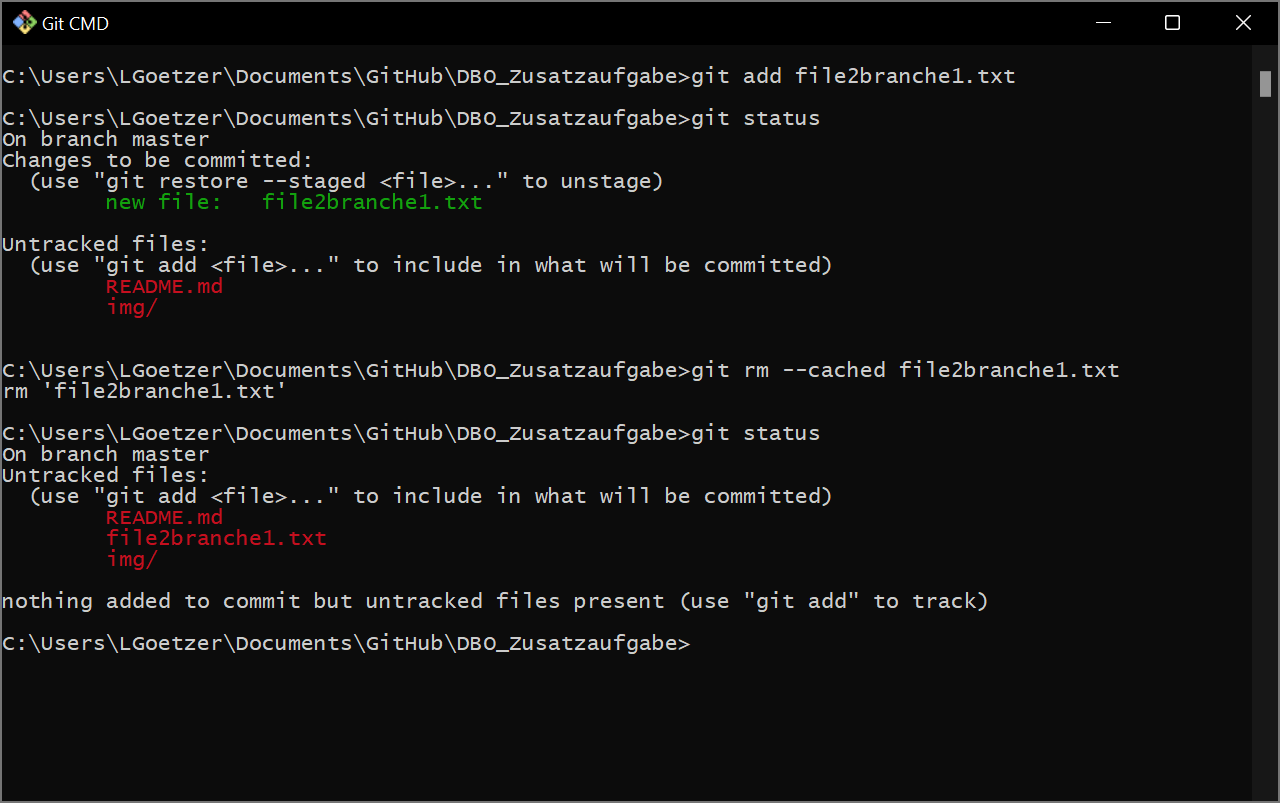 Git CMD
C:\Users\LGoetzer\Documents\GitHub\DBO_Zusatzaufgabe>git add file2branche1.txt
C:\Users\LGoetzer\Documents\GitHub\DBO_Zusatzaufgabe>git status
On branch master
Changes to be committed:
  (use "git restore --staged <file>..." to unstage)
        new file:   file2branche1.txt
Untracked files:
  (use "git add <file>..." to include in what will be committed)
        README.md
        img/
C:\Users\LGoetzer\Documents\GitHub\DBO_Zusatzaufgabe>git rm --cached file2branche1.txt
rm 'file2branche1.txt'
C:\Users\LGoetzer\Documents\GitHub\DBO_Zusatzaufgabe>git status
On branch master
Untracked files:
  (use "git add <file>..." to include in what will be committed)
        README.md
        file2branche1.txt
        img/
nothing added to commit but untracked files present (use "git add" to track)
C:\Users\LGoetzer\Documents\GitHub\DBO_Zusatzaufgabe>